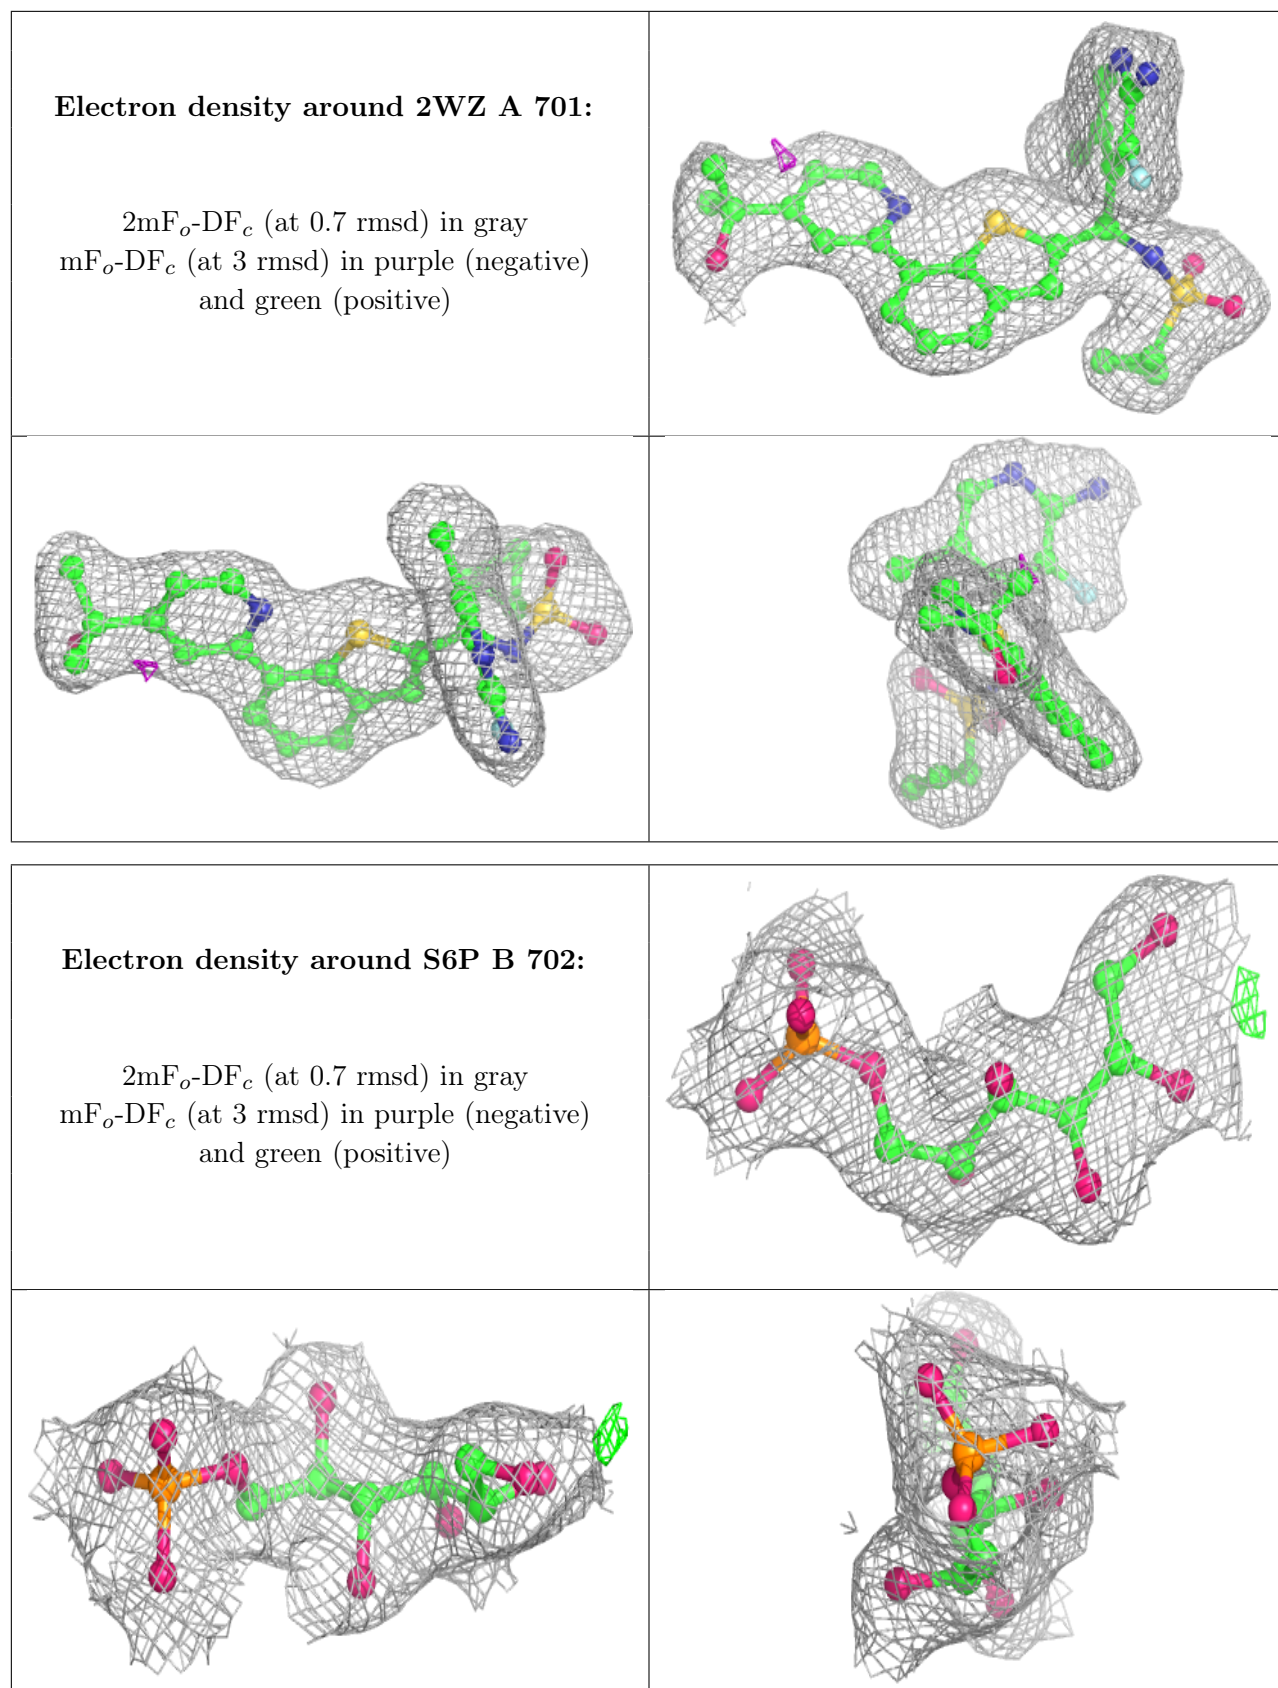 Electron density around 2WZ A 701:
2mFo-DFc (at 0.7 rmsd) in gray
mFo-DFc (at 3 rmsd) in purple (negative)
and green (positive)
Electron density around S6P B 702:
2mFo-DFc (at 0.7 rmsd) in gray
mFo-DFc (at 3 rmsd) in purple (negative)
and green (positive)